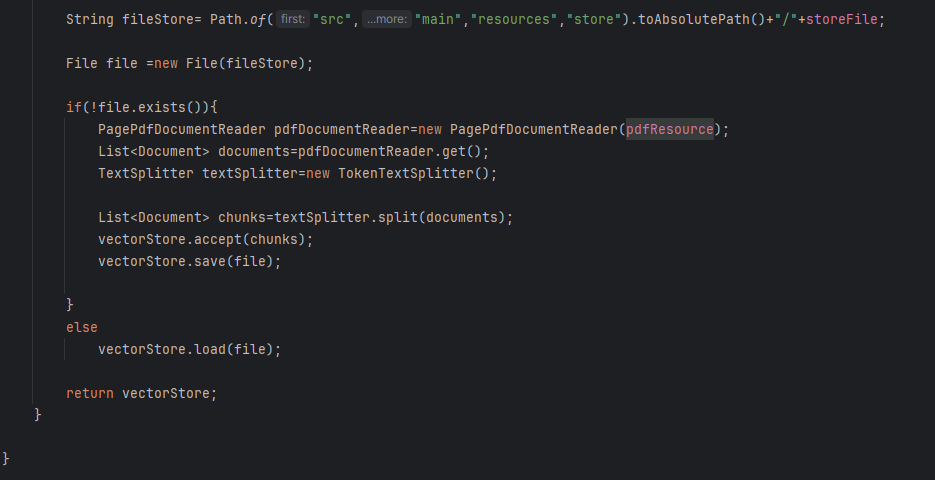 String fileStore= Path.of( first: "src", ...more: "main","resources","store").toAbsolutePath()+"/"+storeFile;
File file =new File(fileStore);
if(!file.exists()){
PagePdfDocumentReader pdfDocumentReader=new PagePdfDocumentReader(pdfResource);
List<Document> documents=pdfDocumentReader.get();
TextSplitter textSplitter=new TokenTextSplitter();
List<Document> chunks=textSplitter.split(documents);
vectorStore.accept(chunks);
vectorStore.save(file);
}
else
vectorStore.load(file);
return vectorStore;
}
}